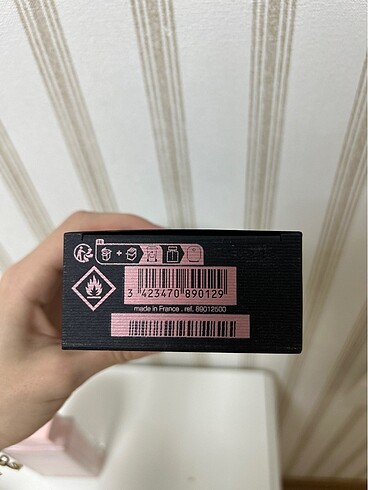 3 423470 890129
made in France . ref. 89012500